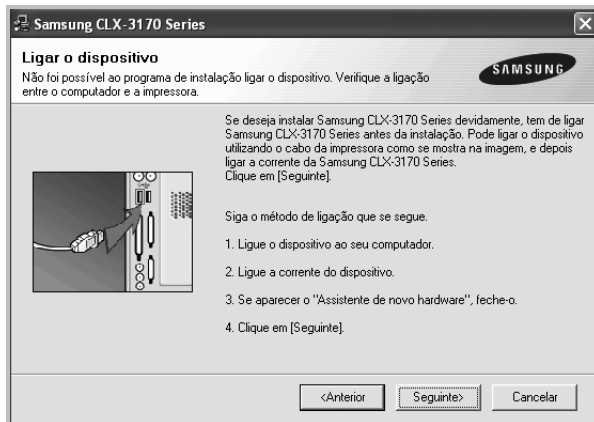 Samsung CLX-3170 Series
Ligar o dispositivo
Não foi possível ao programa de instalação ligar o dispositivo. Verifique a ligação
entre o computador e a impressora.
SAMSUNG
Se deseja instalar Samsung CLX-3170 Series devidamente, tem de ligar
Samsung CLX-3170 Series antes da instalação. Pode ligar o dispositivo
utilizando o cabo da impressora como se mostra na imagem, e depois
ligar a corrente da Samsung CLX-3170 Series.
Clique em [Seguinte].
Siga o método de ligação que se segue.
1. Ligue o dispositivo ao seu computador.
2. Ligue a corrente do dispositivo.
3. Se aparecer o "Assistente de novo hardware", feche-o.
4. Clique em [Seguinte].
<Anterior
Seguinte>
Cancelar